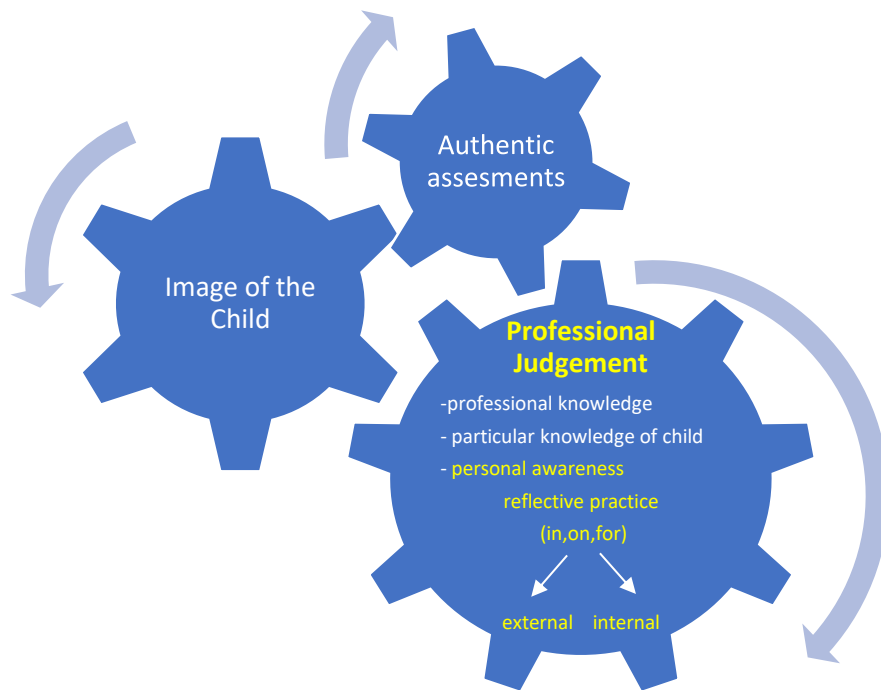 Authentic
assesments
Image of the
Child
Professional
Judgement
-professional knowledge
- particular knowledge of child
- personal awareness
reflective practice
(in,on,for)
external internal